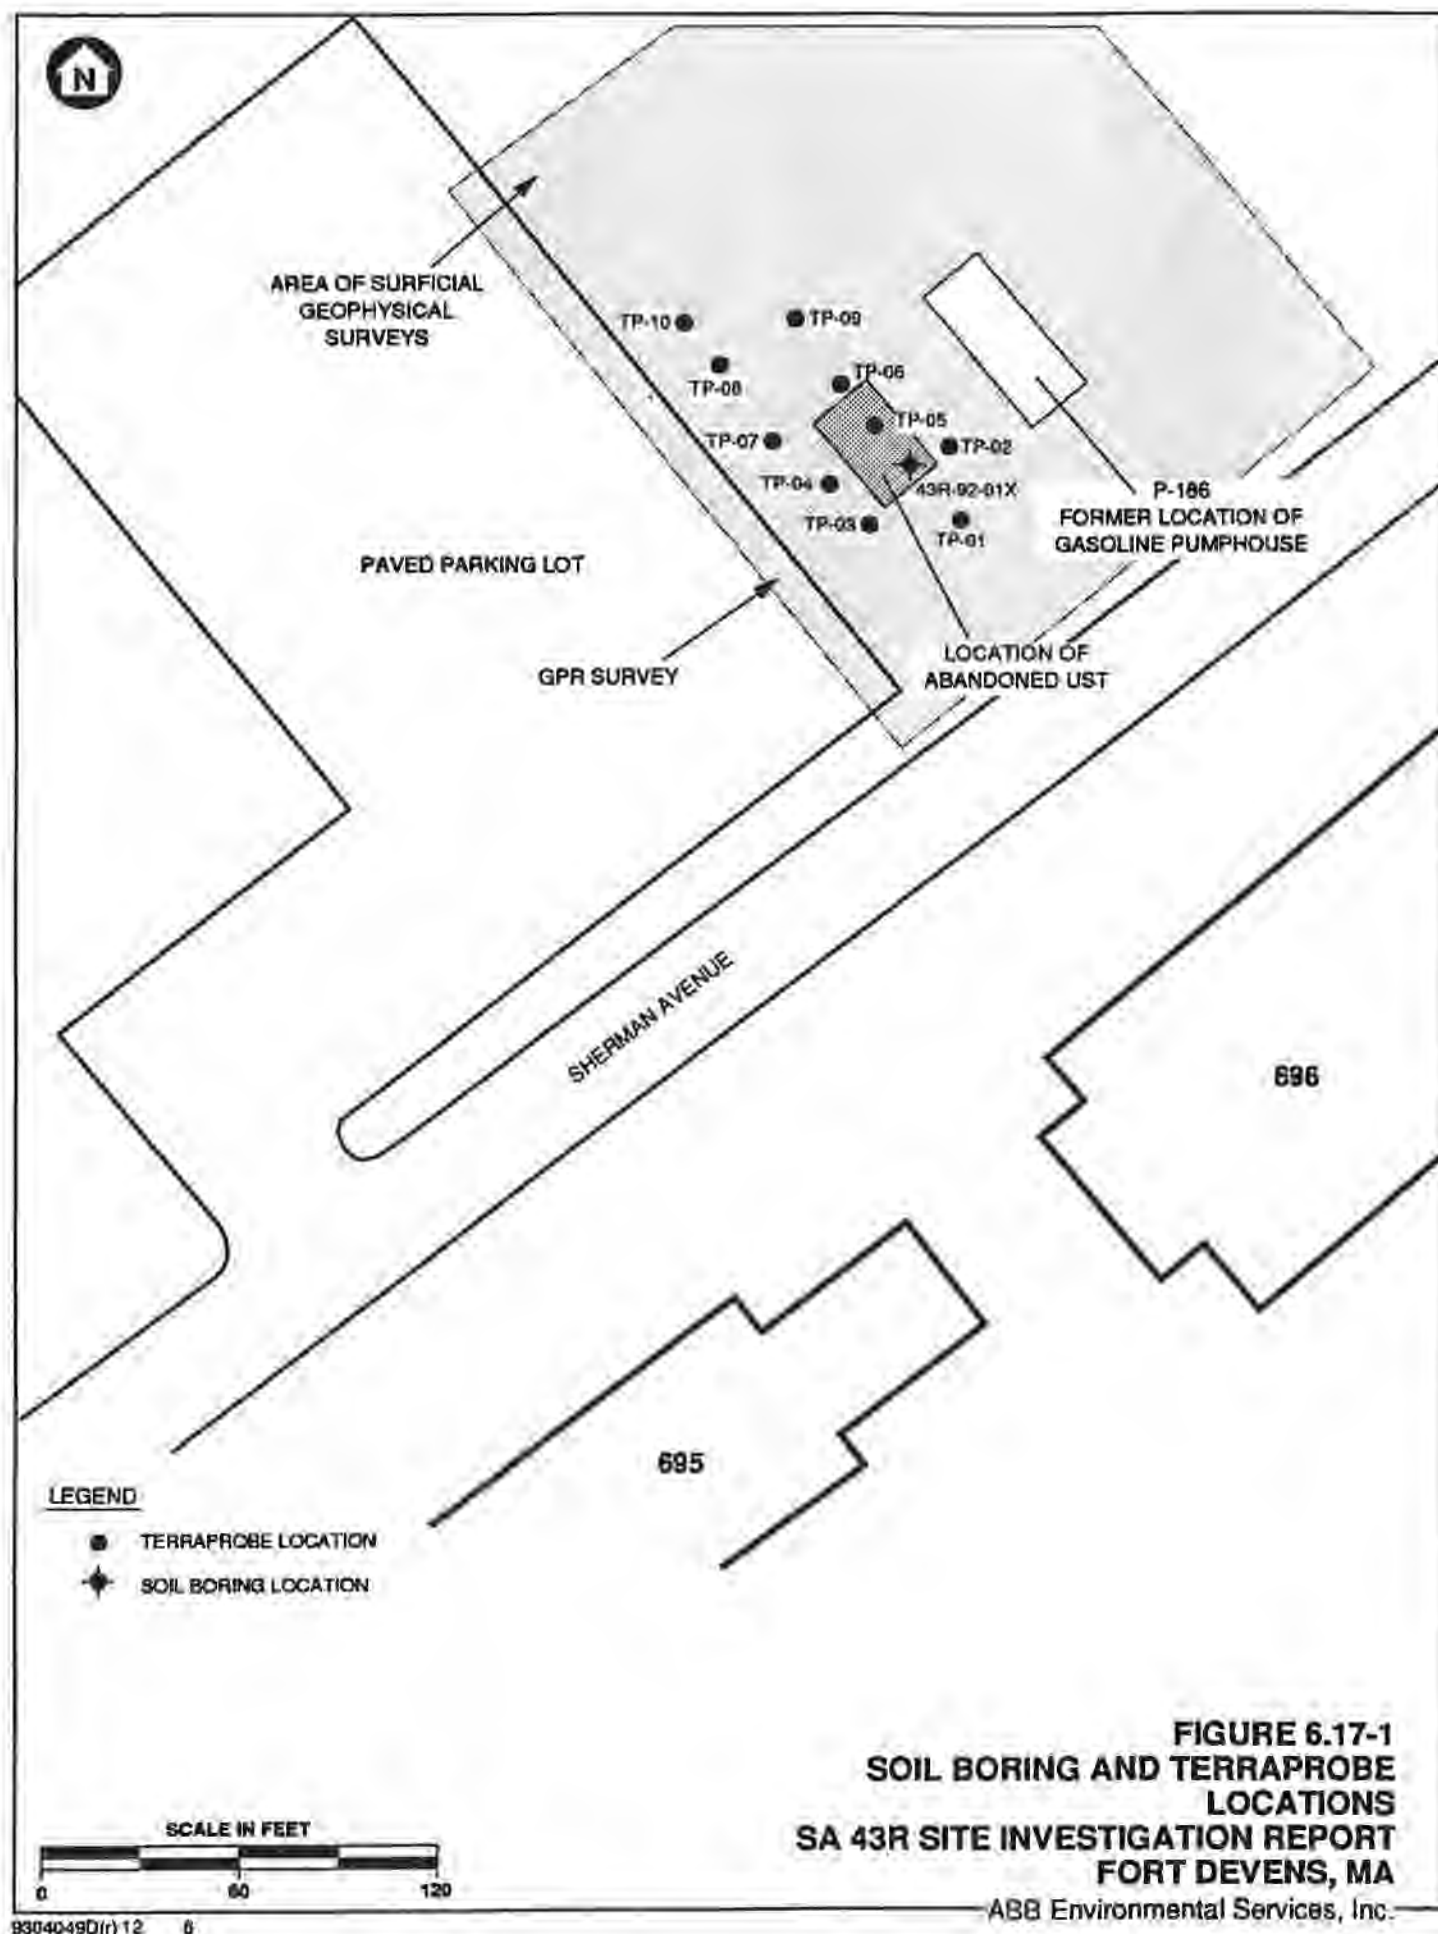 N
AREA OF SURFICIAL
GEOPHYSICAL
SURVEYS
TP-10
TP-09
TP-08
TP-06
TP-05
TP-07
TP-02
TP-04
43R-92-01X
TP-03
TP-01
P-186
FORMER LOCATION OF
GASOLINE PUMPHOUSE
PAVED PARKING LOT
GPR SURVEY
LOCATION OF
ABANDONED UST
SHERMAN AVENUE
696
695
LEGEND
TERRAPROBE LOCATION
SOIL BORING LOCATION
FIGURE 6.17-1
SOIL BORING AND TERRAPROBE
LOCATIONS
SA 43R SITE INVESTIGATION REPORT
FORT DEVENS, MA
SCALE IN FEET
0 60 120
ABB Environmental Services, Inc.
9304049D(r) 12 6